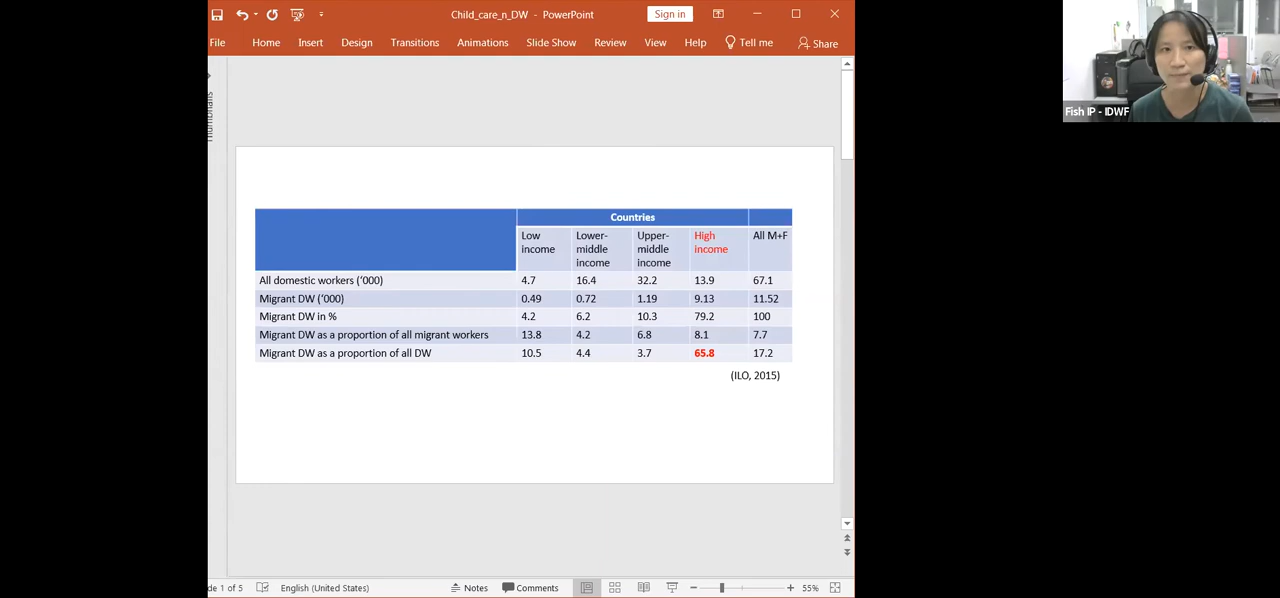 Child_care_n_DW - PowerPoint
Sign in
File Home Insert Design Transitions Animations Slide Show Review View Help Tell me Share
Fish IP - IDWF
Thumbnails
Countries
Low income Lower-middle income Upper-middle income High income All M+F
All domestic workers (‘000) 4.7 16.4 32.2 13.9 67.1
Migrant DW (‘000) 0.49 0.72 1.19 9.13 11.52
Migrant DW in % 4.2 6.2 10.3 79.2 100
Migrant DW as a proportion of all migrant workers 13.8 4.2 6.8 8.1 7.7
Migrant DW as a proportion of all DW 10.5 4.4 3.7 65.8 17.2
(ILO, 2015)
de 1 of 5 English (United States) Notes Comments 55%